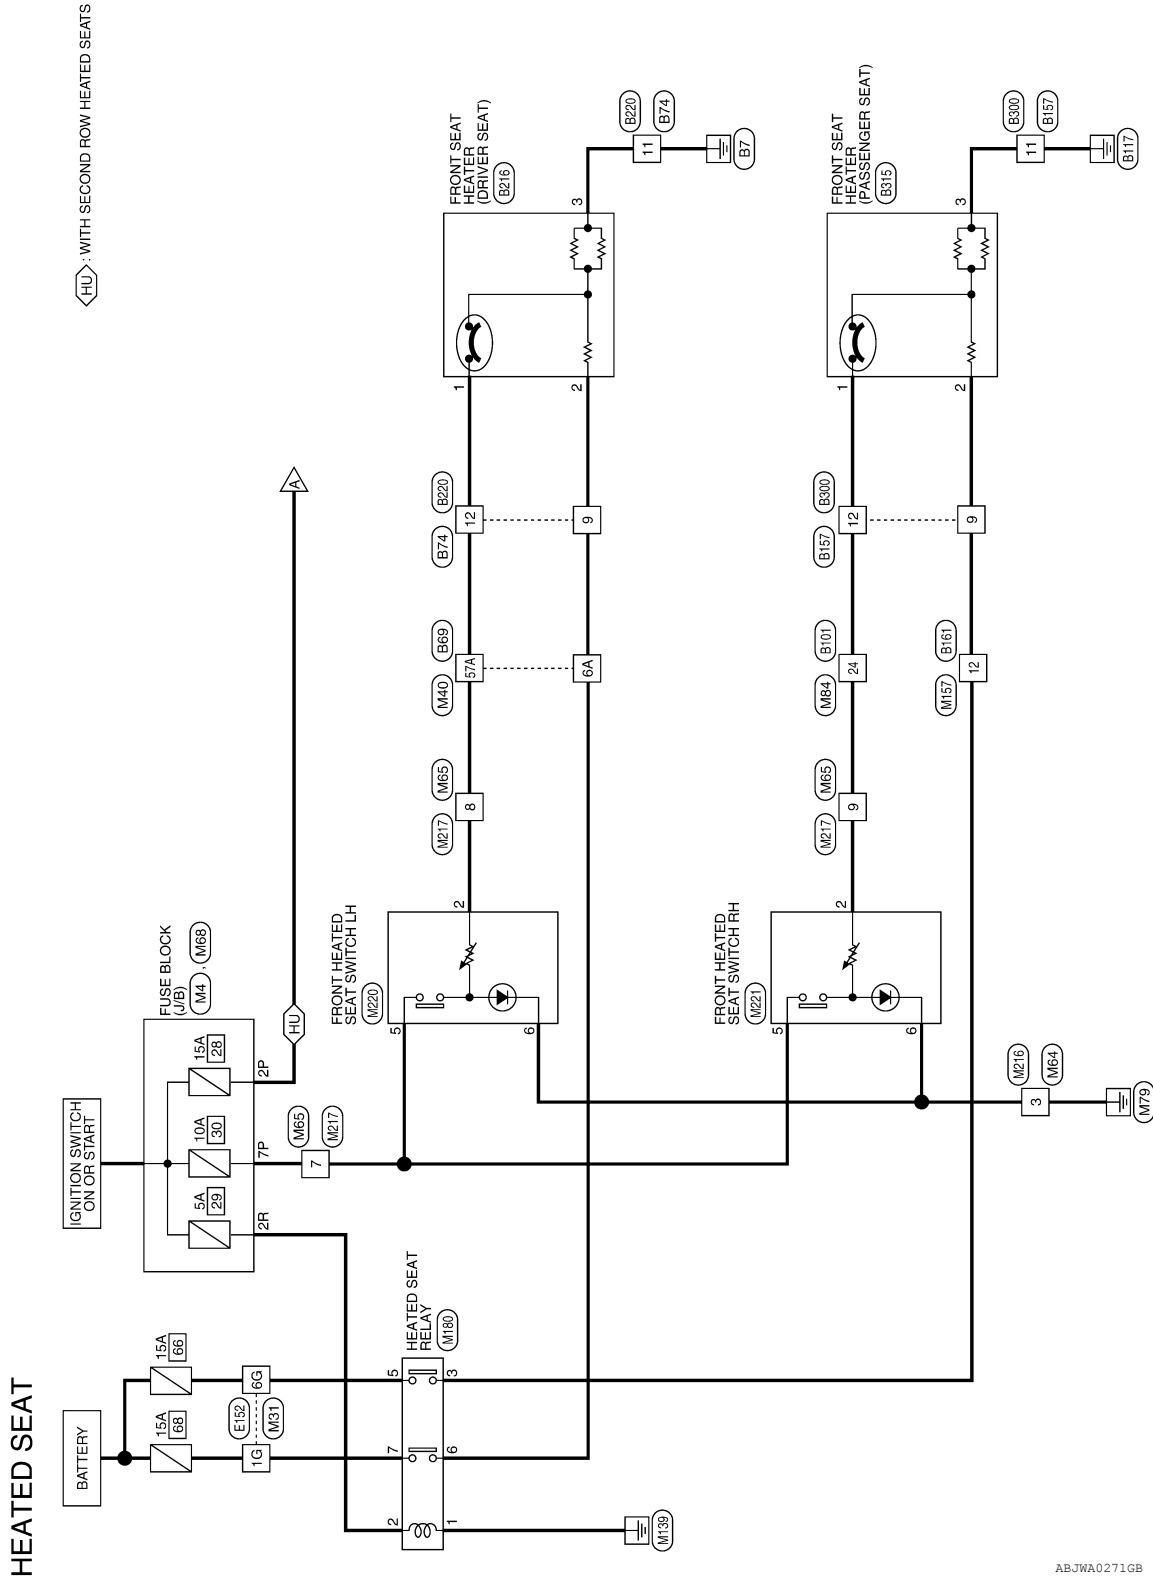 HEATED SEAT
HU : WITH SECOND ROW HEATED SEATS
BATTERY
IGNITION SWITCH
ON OR START
15A
68
15A
66
5A
29
10A
30
15A
28
FUSE BLOCK
(J/B)
M4 , M68
1G
6G
E152
M31
2R
7P
2P
HU
A
7
M65
M217
HEATED SEAT
RELAY
M180
2
7
5
1
6
3
M139
FRONT HEATED
SEAT SWITCH LH
M220
5
6
2
M217
8
M65
M40
57A
B69
6A
B74
12
B220
9
FRONT SEAT
HEATER
(DRIVER SEAT)
B216
1
2
3
11
B220
B74
B7
FRONT HEATED
SEAT SWITCH RH
M221
5
6
2
M217
9
M65
M84
24
B101
M157
12
B161
B157
12
B300
9
FRONT SEAT
HEATER
(PASSENGER SEAT)
B315
1
2
3
11
B300
B157
B117
3
M216
M64
M79
ABJWA0271GB